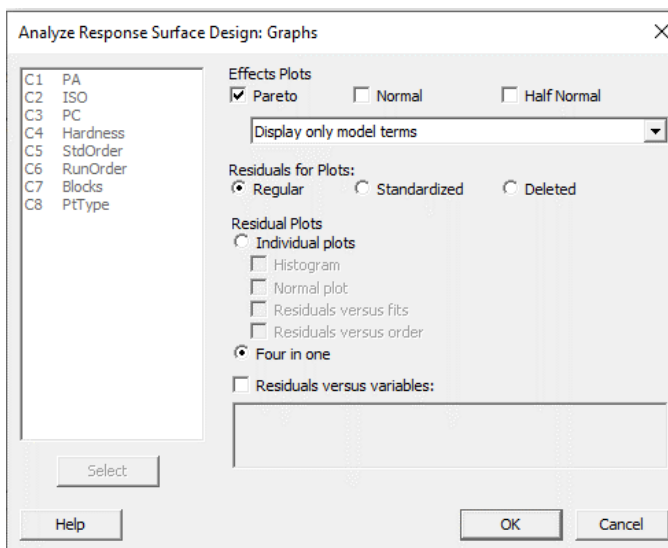 Analyze Response Surface Design: Graphs
C1 PA
C2 ISO
C3 PC
C4 Hardness
C5 StdOrder
C6 RunOrder
C7 Blocks
C8 PtType
Select
Effects Plots
Pareto Normal Half Normal
Display only model terms
Residuals for Plots:
Regular Standardized Deleted
Residual Plots
Individual plots
Histogram
Normal plot
Residuals versus fits
Residuals versus order
Four in one
Residuals versus variables:
Help OK Cancel